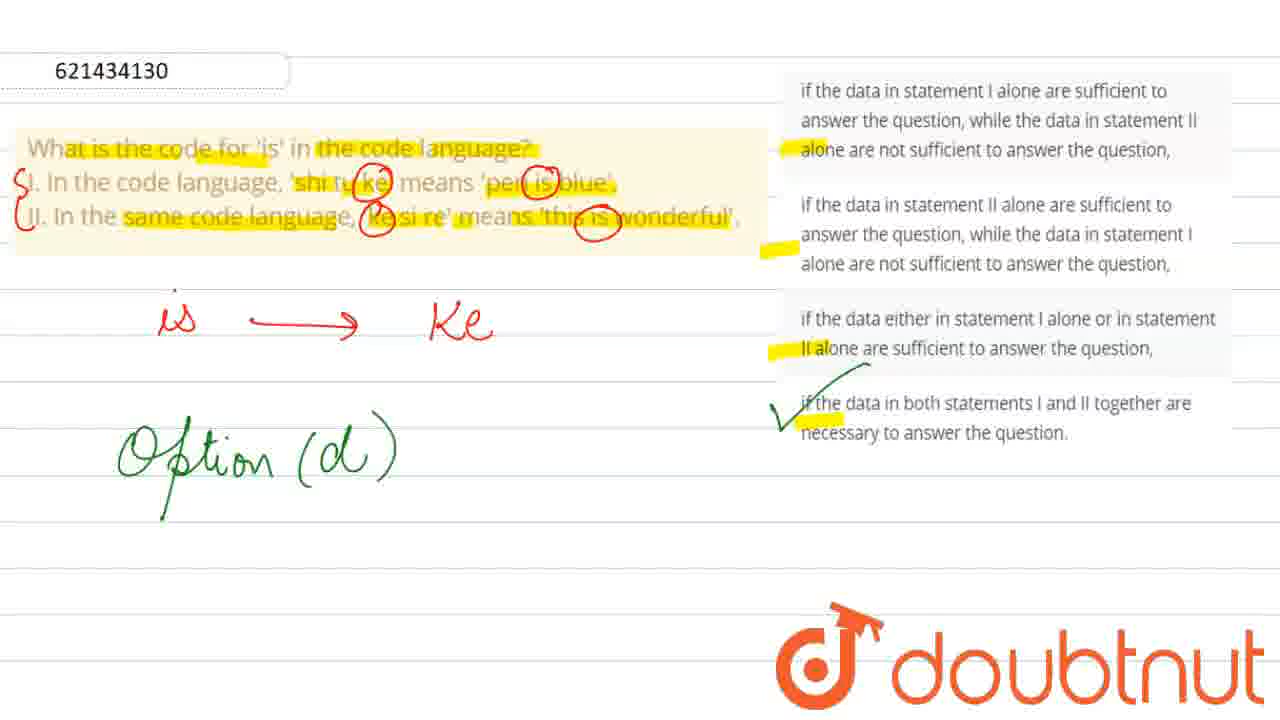 621434130
What is the code for 'is' in the code language?
I. In the code language, 'shi tu ke' means 'pen is blue'.
II. In the same code language, 'ke si re' means 'this is wonderful'.
is → Ke
Option (d)
if the data in statement I alone are sufficient to
answer the question, while the data in statement II
alone are not sufficient to answer the question,
if the data in statement II alone are sufficient to
answer the question, while the data in statement I
alone are not sufficient to answer the question,
if the data either in statement I alone or in statement
II alone are sufficient to answer the question,
if the data in both statements I and II together are
necessary to answer the question.
doubtnut